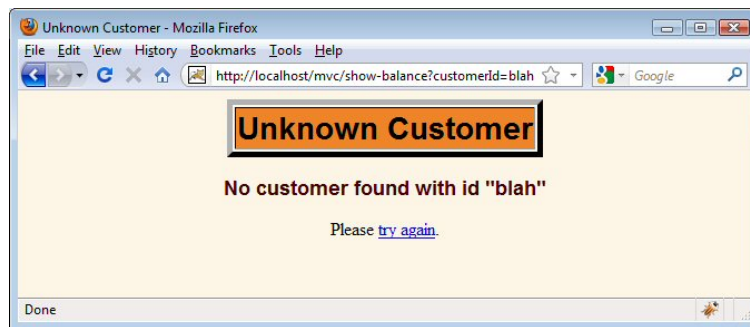 Unknown Customer - Mozilla Firefox
File Edit View History Bookmarks Tools Help
http://localhost/mvc/show-balance?customerId=blah Google
Unknown Customer
No customer found with id "blah"
Please try again.
Done